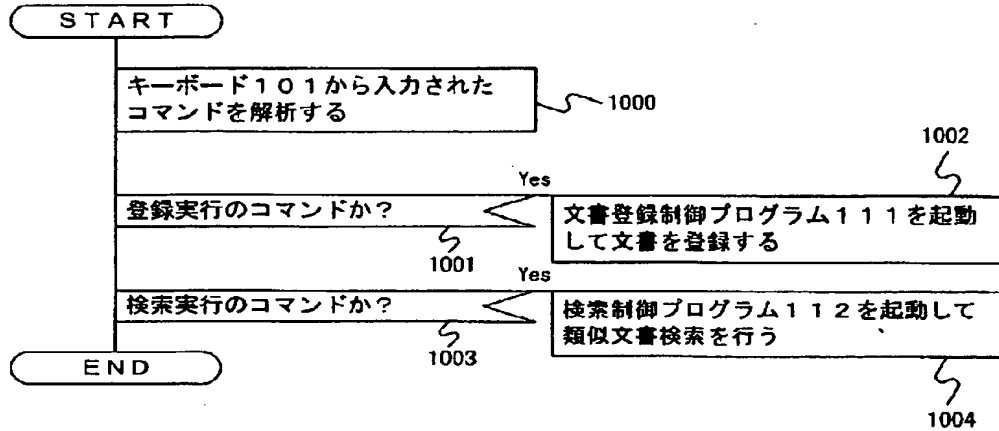 START
キーボード101から入力された
コマンドを解析する
1000
1002
Yes
登録実行のコマンドか?
文書登録制御プログラム111を起動
して文書を登録する
1001
Yes
検索実行のコマンドか?
検索制御プログラム112を起動して
類似文書検索を行う
1003
END
1004